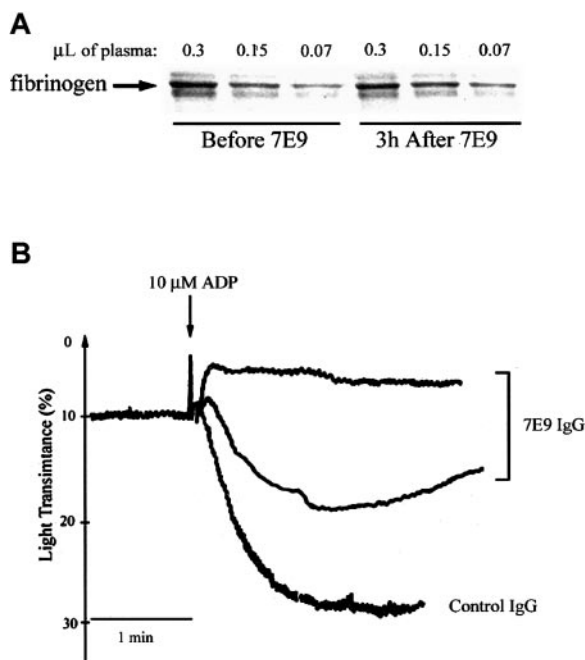 A
μL of plasma: 0.3 0.15 0.07 0.3 0.15 0.07
fibrinogen
Before 7E9 3h After 7E9
B
10 μM ADP
0
10
20
30
Light Transimtance (%)
7E9 IgG
Control IgG
1 min